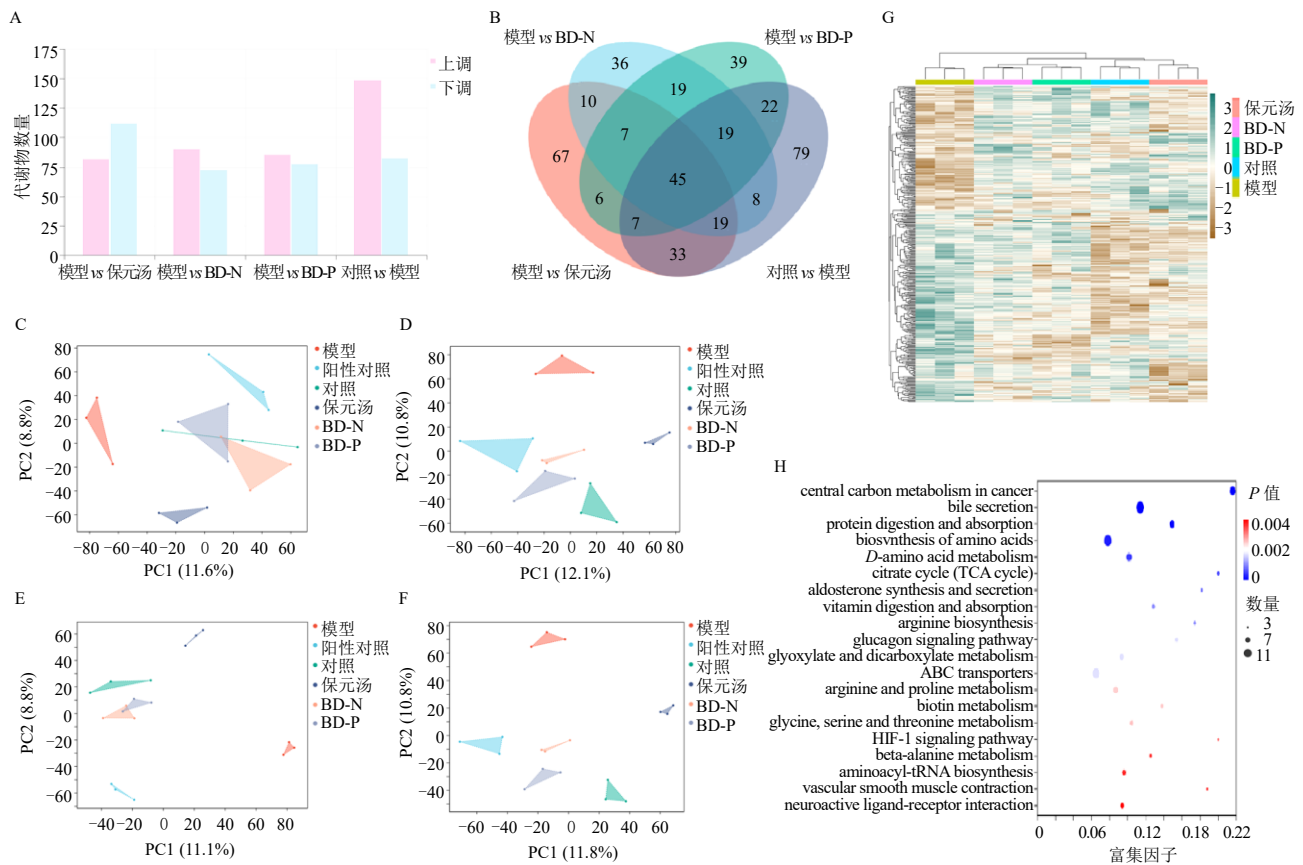 A
175
150
125
100
75
50
25
0
代谢物数量
上调
下调
模型 vs 保元汤
模型 vs BD-N
模型 vs BD-P
对照 vs 模型
B
模型 vs BD-N
模型 vs BD-P
36
39
10
19
22
7
19
67
79
45
6
8
7
19
33
模型 vs 保元汤
对照 vs 模型
G
3
2
1
0
−1
−2
−3
保元汤
BD-N
BD-P
对照
模型
C
80
60
40
20
0
−20
−40
−60
PC2 (8.8%)
−80 −60 −40 −20 0 20 40 60
PC1 (11.6%)
模型
阳性对照
对照
保元汤
BD-N
BD-P
D
80
60
40
20
0
−20
−40
−60
PC2 (10.8%)
−80 −60 −40 −20 0 20 40 60 80
PC1 (12.1%)
模型
阳性对照
对照
保元汤
BD-N
BD-P
E
60
40
20
0
−20
−40
−60
PC2 (8.8%)
−40 −20 0 20 40 60 80
PC1 (11.1%)
模型
阳性对照
对照
保元汤
BD-N
BD-P
F
80
60
40
20
0
−20
−40
PC2 (10.8%)
−60 −40 −20 0 20 40 60 80
PC1 (11.8%)
模型
阳性对照
对照
保元汤
BD-N
BD-P
H
central carbon metabolism in cancer
bile secretion
protein digestion and absorption
biosvnthesis of amino acids
D-amino acid metabolism
citrate cycle (TCA cycle)
aldosterone synthesis and secretion
vitamin digestion and absorption
arginine biosynthesis
glucagon signaling pathway
glyoxylate and dicarboxylate metabolism
ABC transporters
arginine and proline metabolism
biotin metabolism
glycine, serine and threonine metabolism
HIF-1 signaling pathway
beta-alanine metabolism
aminoacyl-tRNA biosynthesis
vascular smooth muscle contraction
neuroactive ligand-receptor interaction
0 0.06 0.12 0.18 0.22
富集因子
P 值
0.004
0.002
0
数量
3
7
11